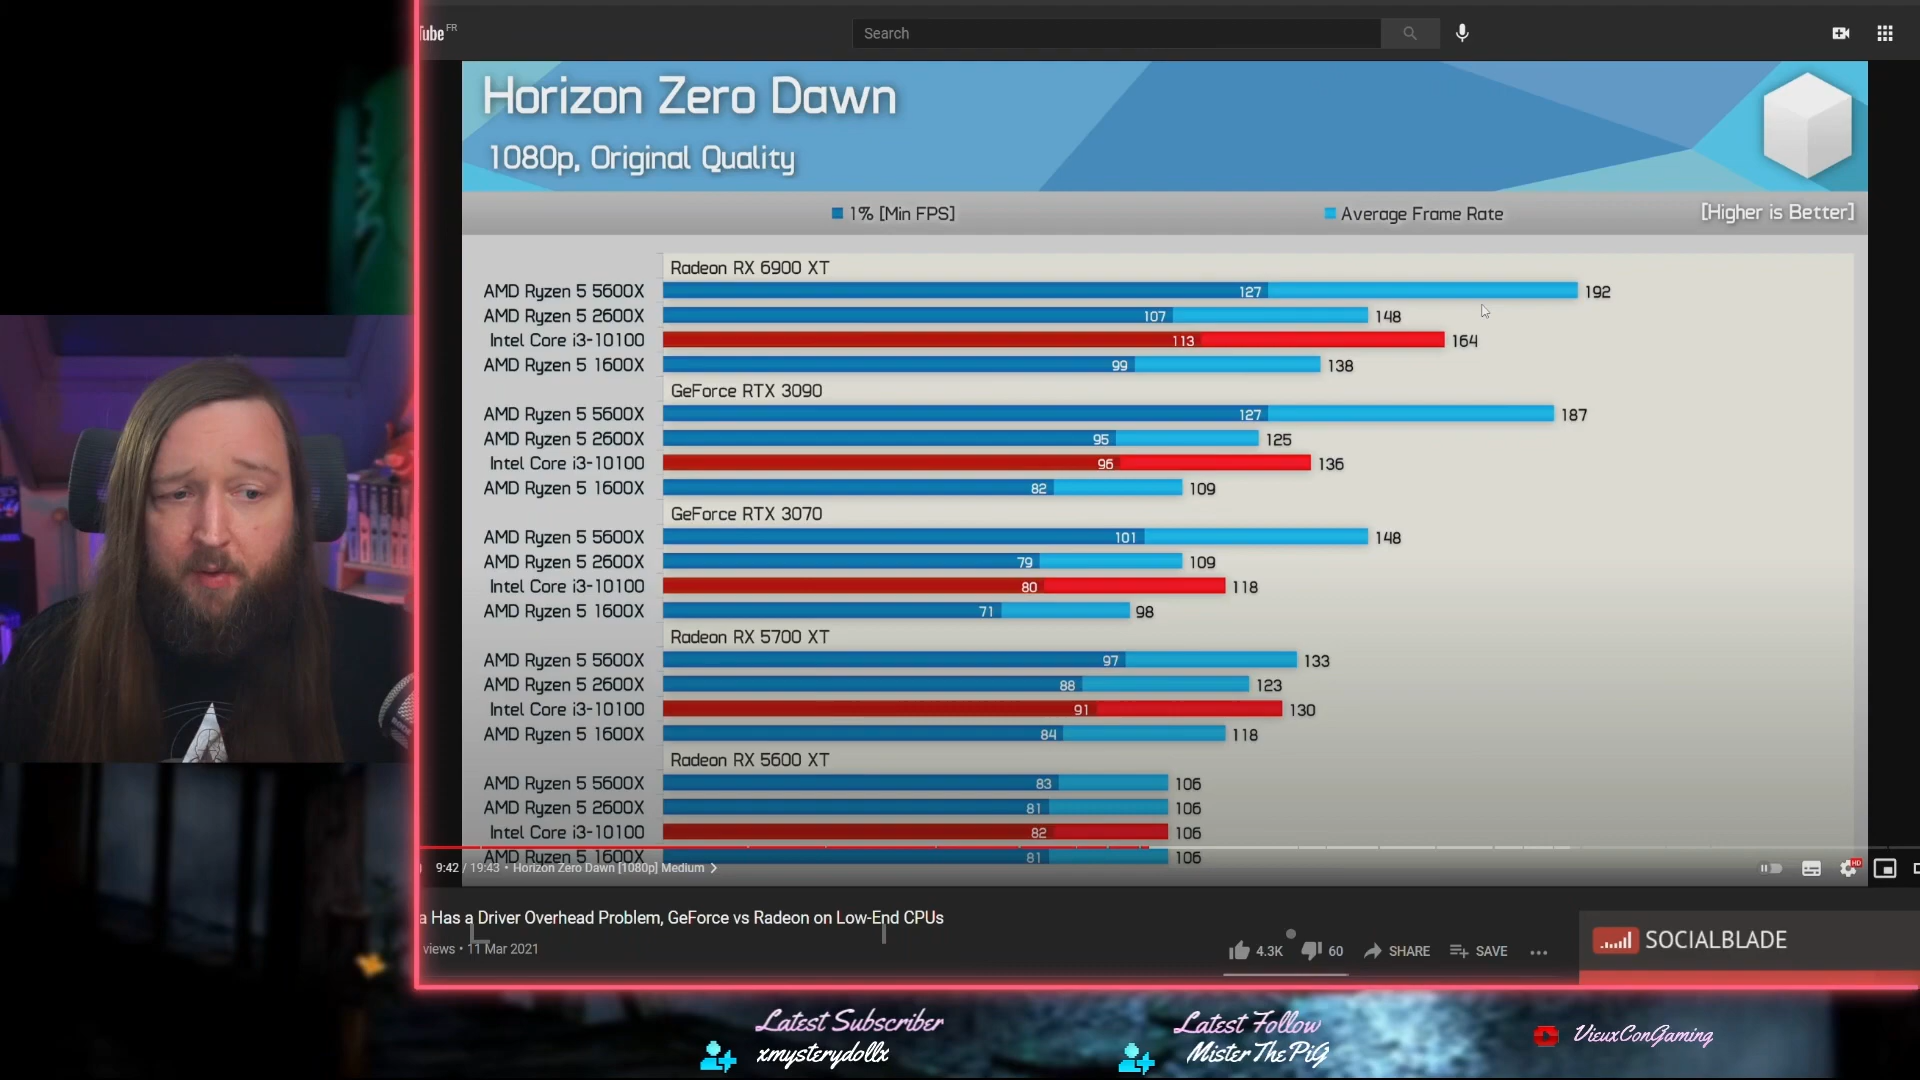 Tube FR
Search
Horizon Zero Dawn
1080p, Original Quality
1% [Min FPS]
Average Frame Rate
[Higher is Better]
Radeon RX 6900 XT
AMD Ryzen 5 5600X 127 192
AMD Ryzen 5 2600X 107 148
Intel Core i3-10100 113 164
AMD Ryzen 5 1600X 99 138
GeForce RTX 3090
AMD Ryzen 5 5600X 127 187
AMD Ryzen 5 2600X 95 125
Intel Core i3-10100 96 136
AMD Ryzen 5 1600X 82 109
GeForce RTX 3070
AMD Ryzen 5 5600X 101 148
AMD Ryzen 5 2600X 79 109
Intel Core i3-10100 80 118
AMD Ryzen 5 1600X 71 98
Radeon RX 5700 XT
AMD Ryzen 5 5600X 97 133
AMD Ryzen 5 2600X 88 123
Intel Core i3-10100 91 130
AMD Ryzen 5 1600X 84 118
Radeon RX 5600 XT
AMD Ryzen 5 5600X 83 106
AMD Ryzen 5 2600X 81 106
Intel Core i3-10100 82 106
AMD Ryzen 5 1600X 81 106
9:42 / 19:43 • Horizon Zero Dawn [1080p] Medium
HD
a Has a Driver Overhead Problem, GeForce vs Radeon on Low-End CPUs
views • 11 Mar 2021
4.3K 60 SHARE SAVE
SOCIALBLADE
Latest Subscriber
xmysterydollx
Latest Follow
MisterThePiG
VieuxConGaming